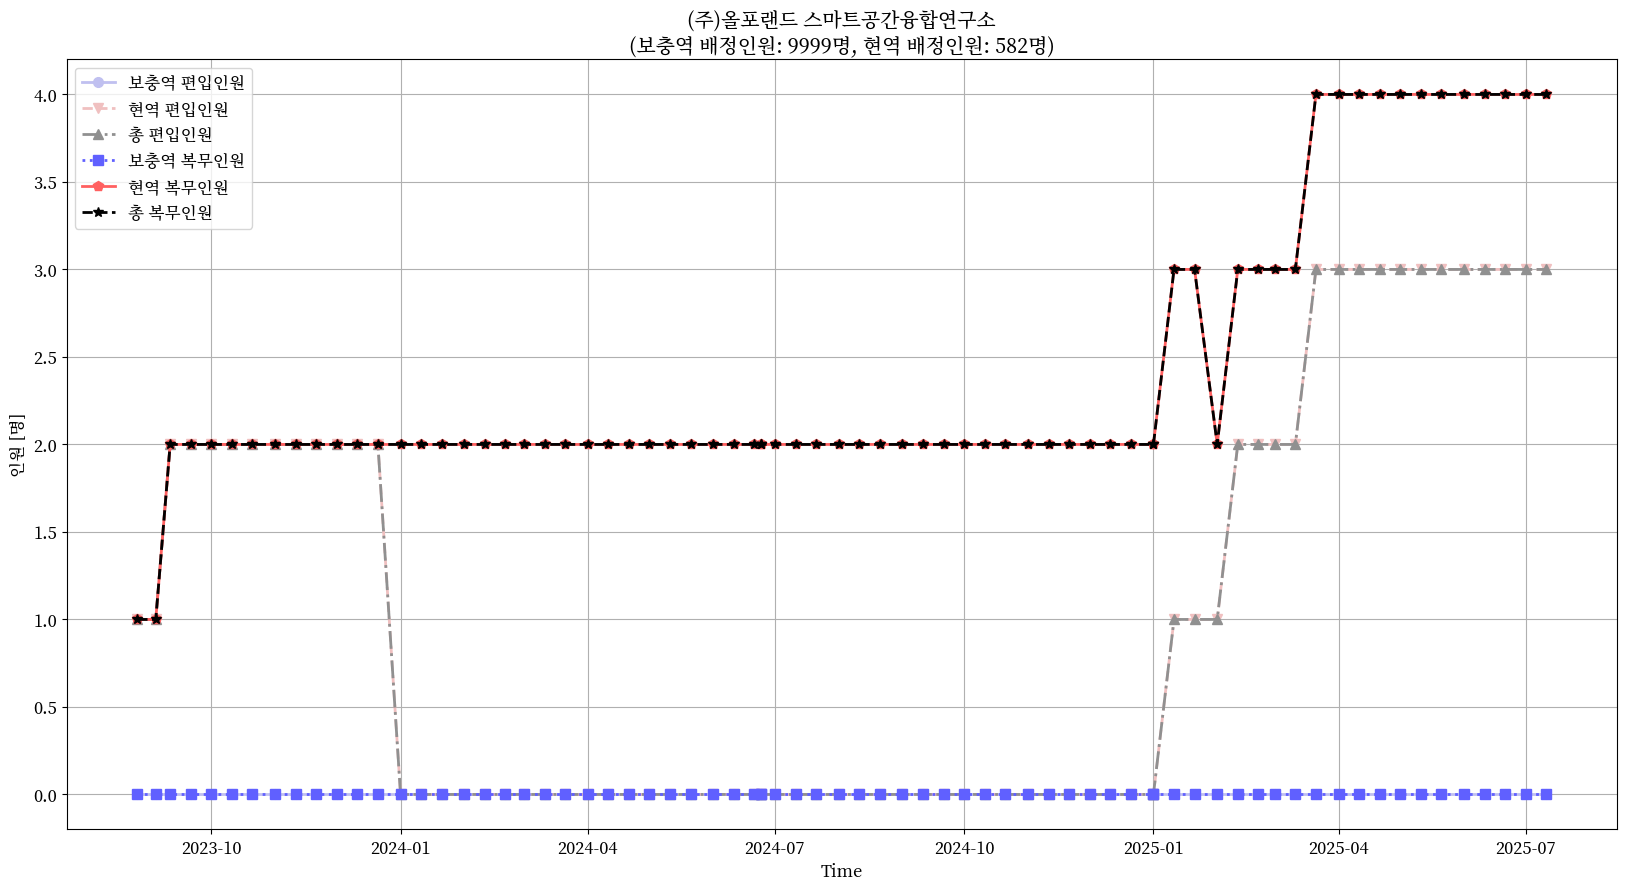 (주)올포랜드 스마트공간융합연구소
(보충역 배정인원: 9999명, 현역 배정인원: 582명)
보충역 편입인원
현역 편입인원
총 편입인원
보충역 복무인원
현역 복무인원
총 복무인원
인원 [명]
4.0
3.5
3.0
2.5
2.0
1.5
1.0
0.5
0.0
2023-10
2024-01
2024-04
2024-07
2024-10
2025-01
2025-04
2025-07
Time